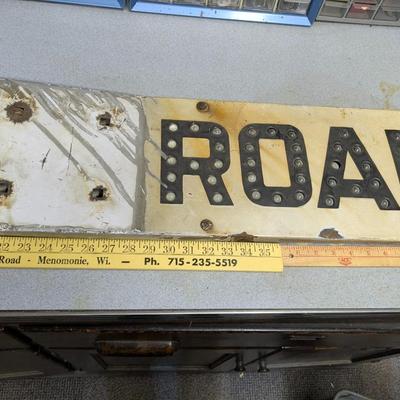 ROA
22 23 24 25 26 27 28 29 30 31 32 33 34 35
Road - Menomonie, Wi. — Ph. 715-235-5519